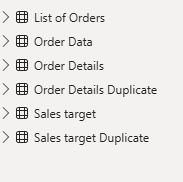 List of Orders
Order Data
Order Details
Order Details Duplicate
Sales target
Sales target Duplicate